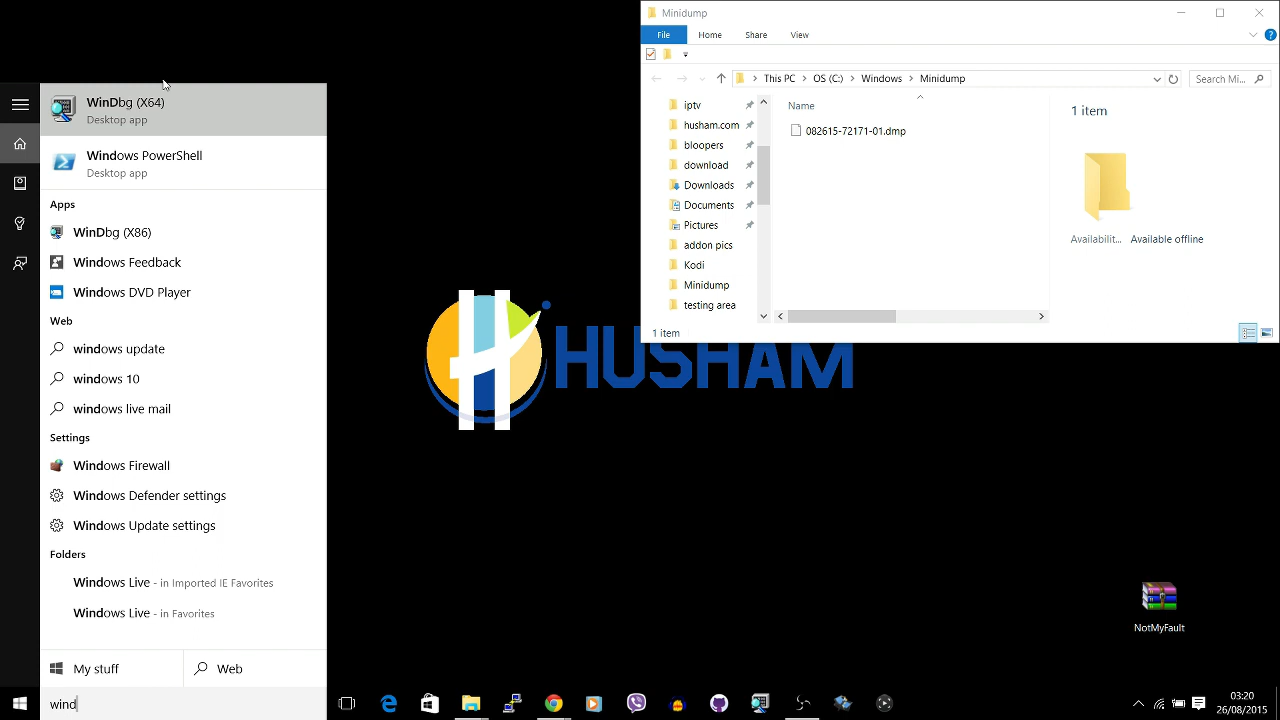 WinDbg (X64)
Desktop app
Windows PowerShell
Desktop app
Apps
WinDbg (X86)
Windows Feedback
Windows DVD Player
Web
windows update
windows 10
windows live mail
Settings
Windows Firewall
Windows Defender settings
Windows Update settings
Folders
Windows Live - in Imported IE Favorites
Windows Live - in Favorites
My stuff
Web
wind
Minidump
File Home Share View
This PC OS (C:) Windows Minidump
Search Mi...
iptv
husham.com
bloopers
download
Downloads
Documents
Pictures
addon pics
Kodi
Minidump
testing area
Name
082615-72171-01.dmp
1 item
Availabilit... Available offline
1 item
HUSHAM
NotMyFault
03:20
26/08/2015